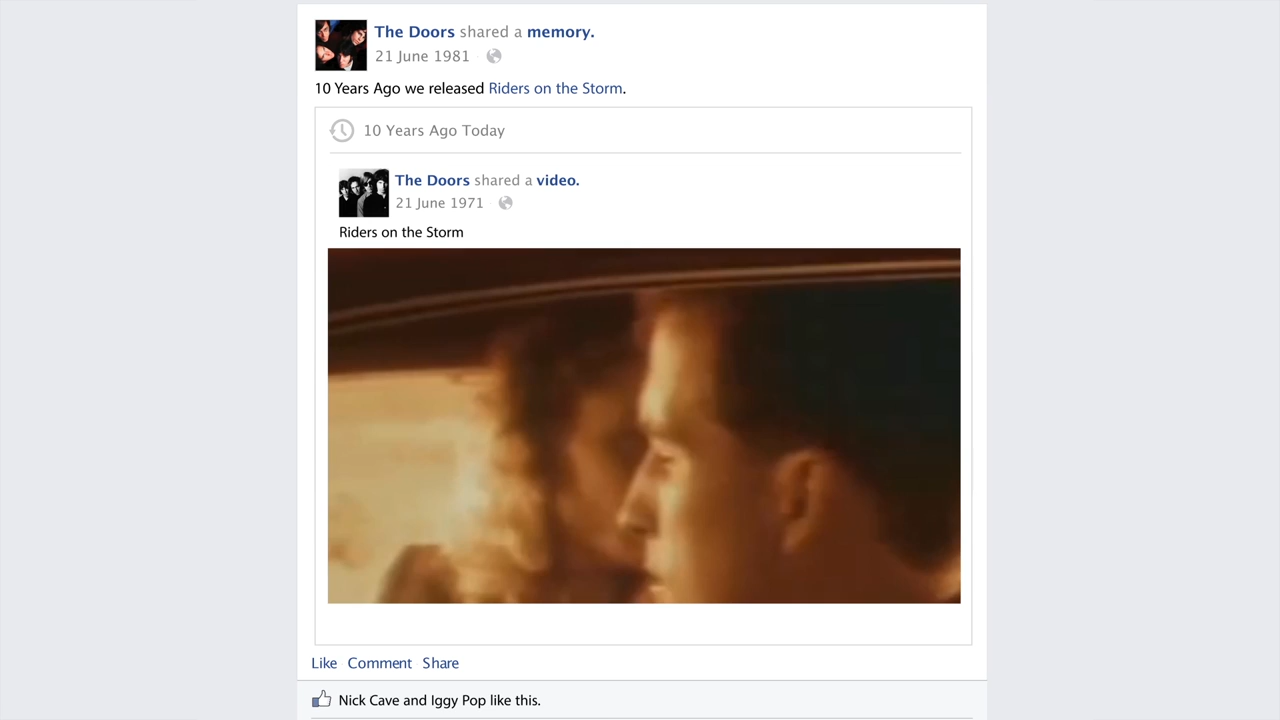 The Doors shared a memory.
21 June 1981
10 Years Ago we released Riders on the Storm.
10 Years Ago Today
The Doors shared a video.
21 June 1971
Riders on the Storm
Like Comment Share
Nick Cave and Iggy Pop like this.